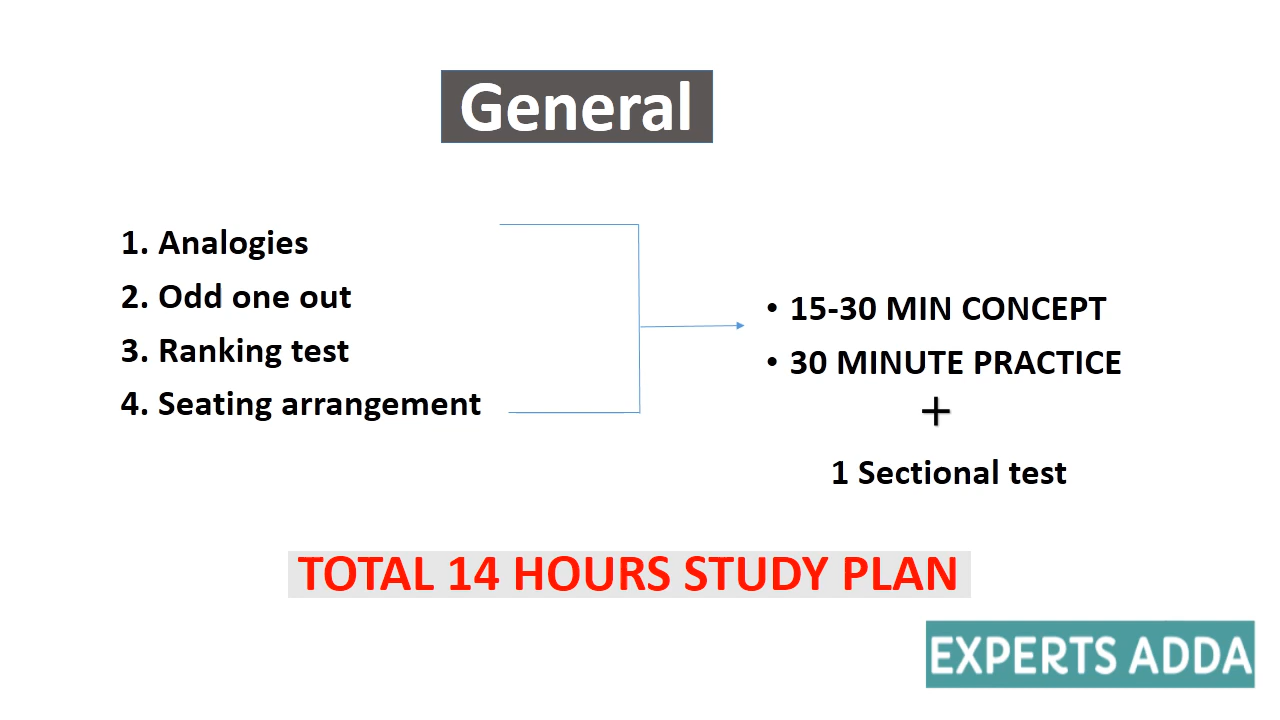 General
1. Analogies
2. Odd one out
3. Ranking test
4. Seating arrangement
• 15-30 MIN CONCEPT
• 30 MINUTE PRACTICE
+
1 Sectional test
TOTAL 14 HOURS STUDY PLAN
EXPERTS ADDA